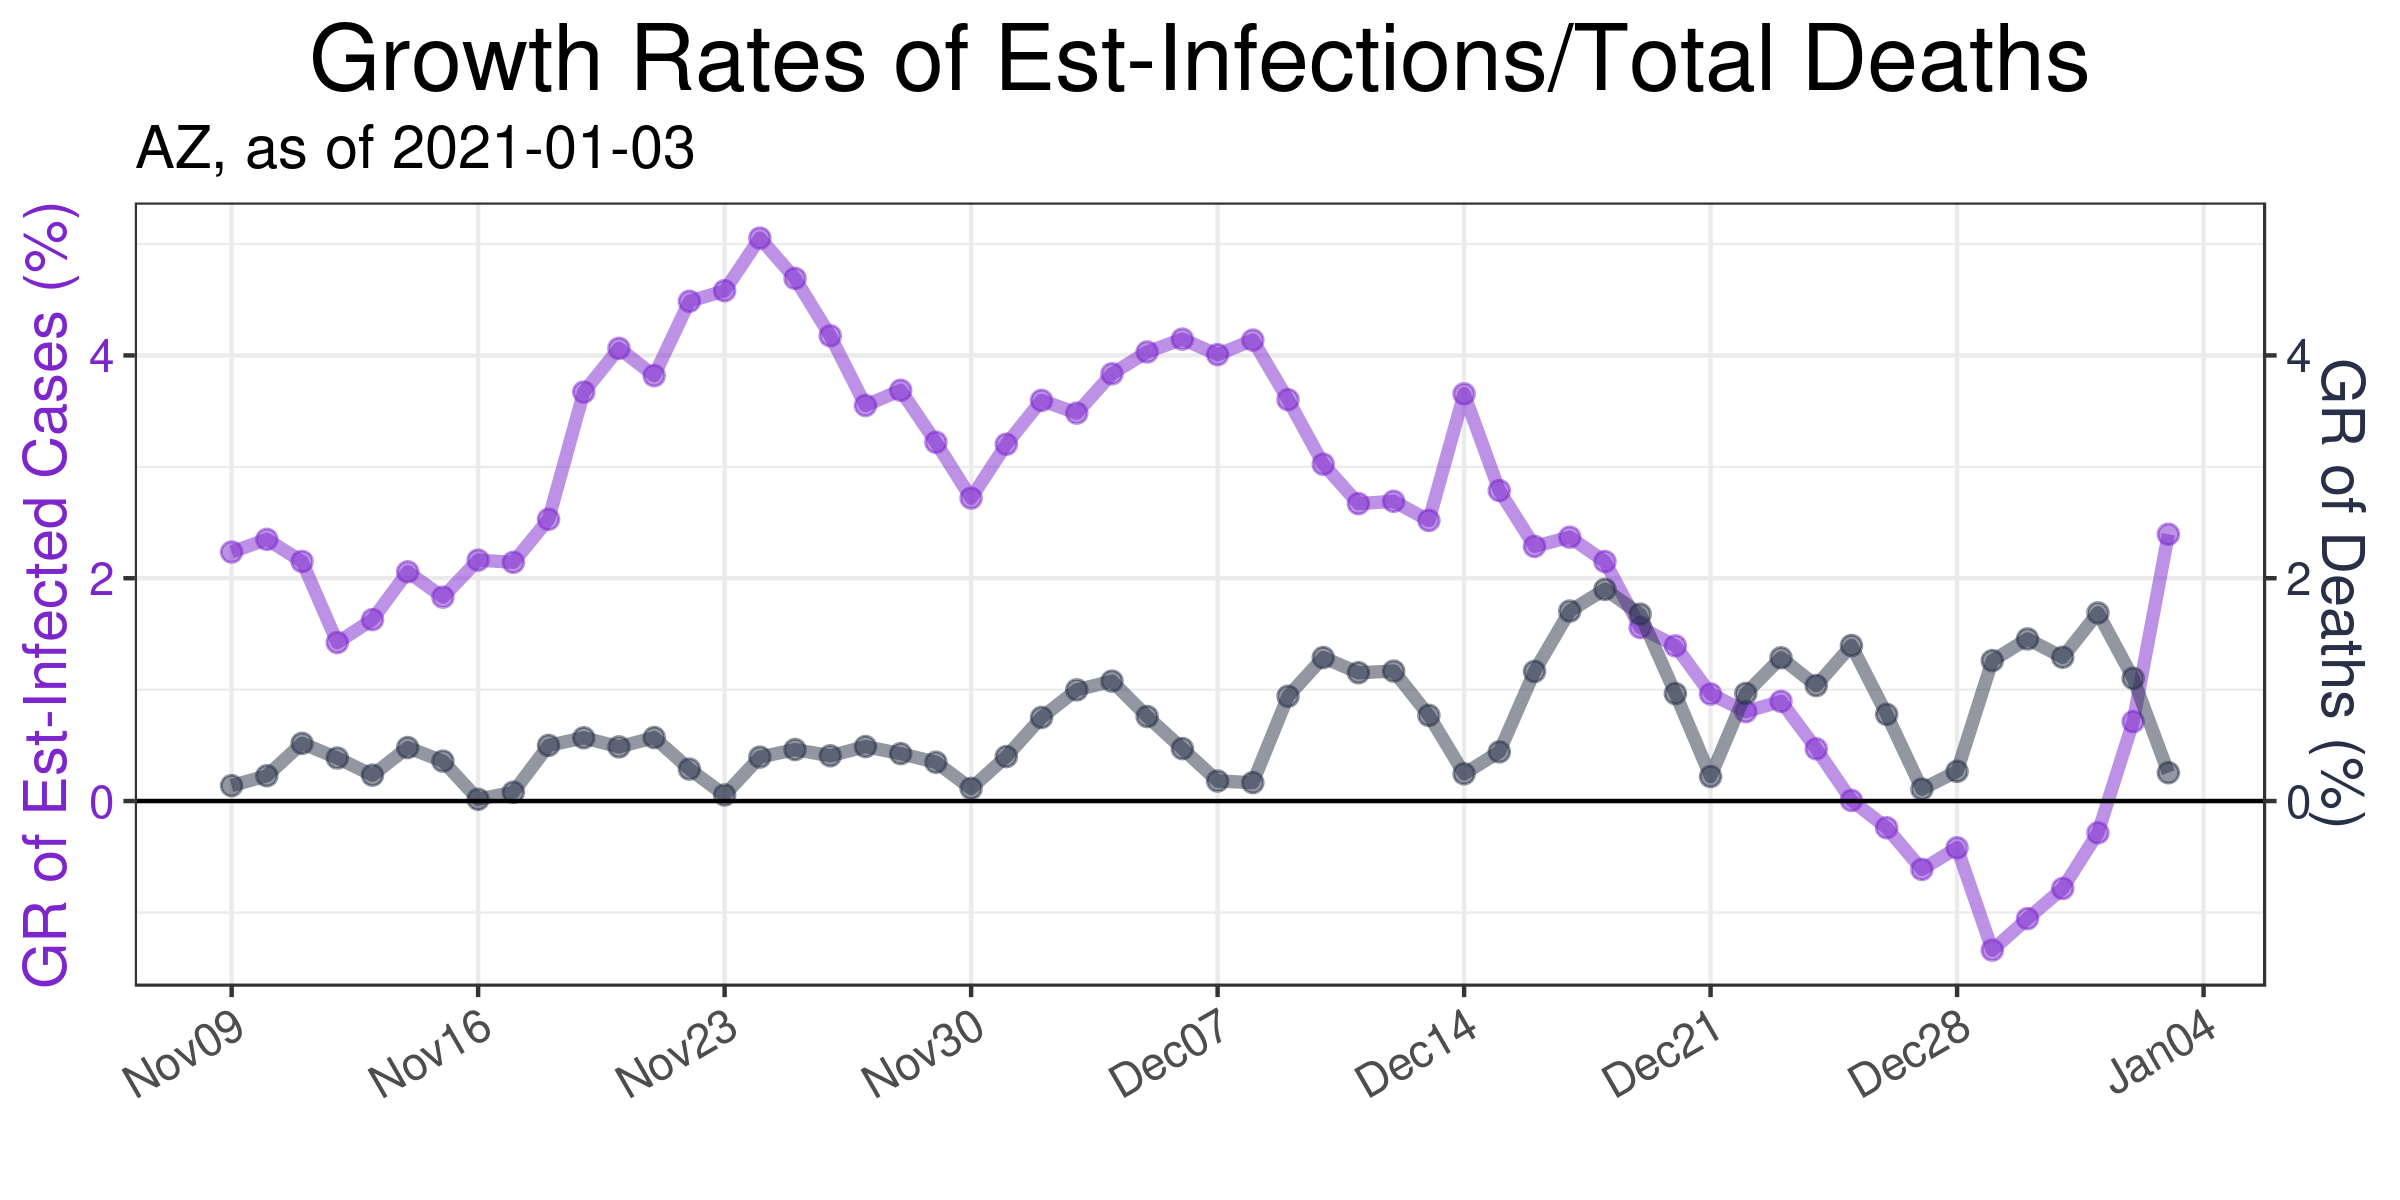 Growth Rates of Est-Infections/Total Deaths
AZ, as of 2021-01-03
GR of Est-Infected Cases (%)
4
2
0
4
2
0
GR of Deaths (%)
Nov09
Nov16
Nov23
Nov30
Dec07
Dec14
Dec21
Dec28
Jan04